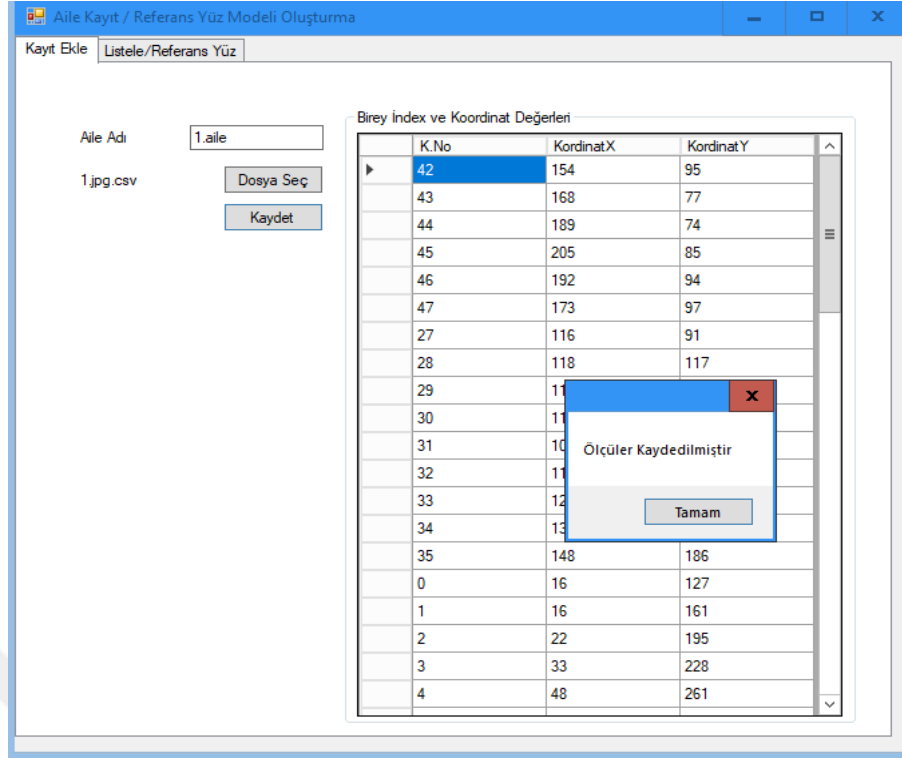 Aile Kayıt / Referans Yüz Modeli Oluşturma
Kayıt Ekle Listele/Referans Yüz
Aile Adı 1.aile
1.jpg.csv Dosya Seç
Kaydet
Birey İndex ve Koordinat Değerleri
K.No KordinatX KordinatY
42 154 95
43 168 77
44 189 74
45 205 85
46 192 94
47 173 97
27 116 91
28 118 117
29
30
31
32
33
34
35 148 186
0 16 127
1 16 161
2 22 195
3 33 228
4 48 261
Ölçüler Kaydedilmiştir
Tamam